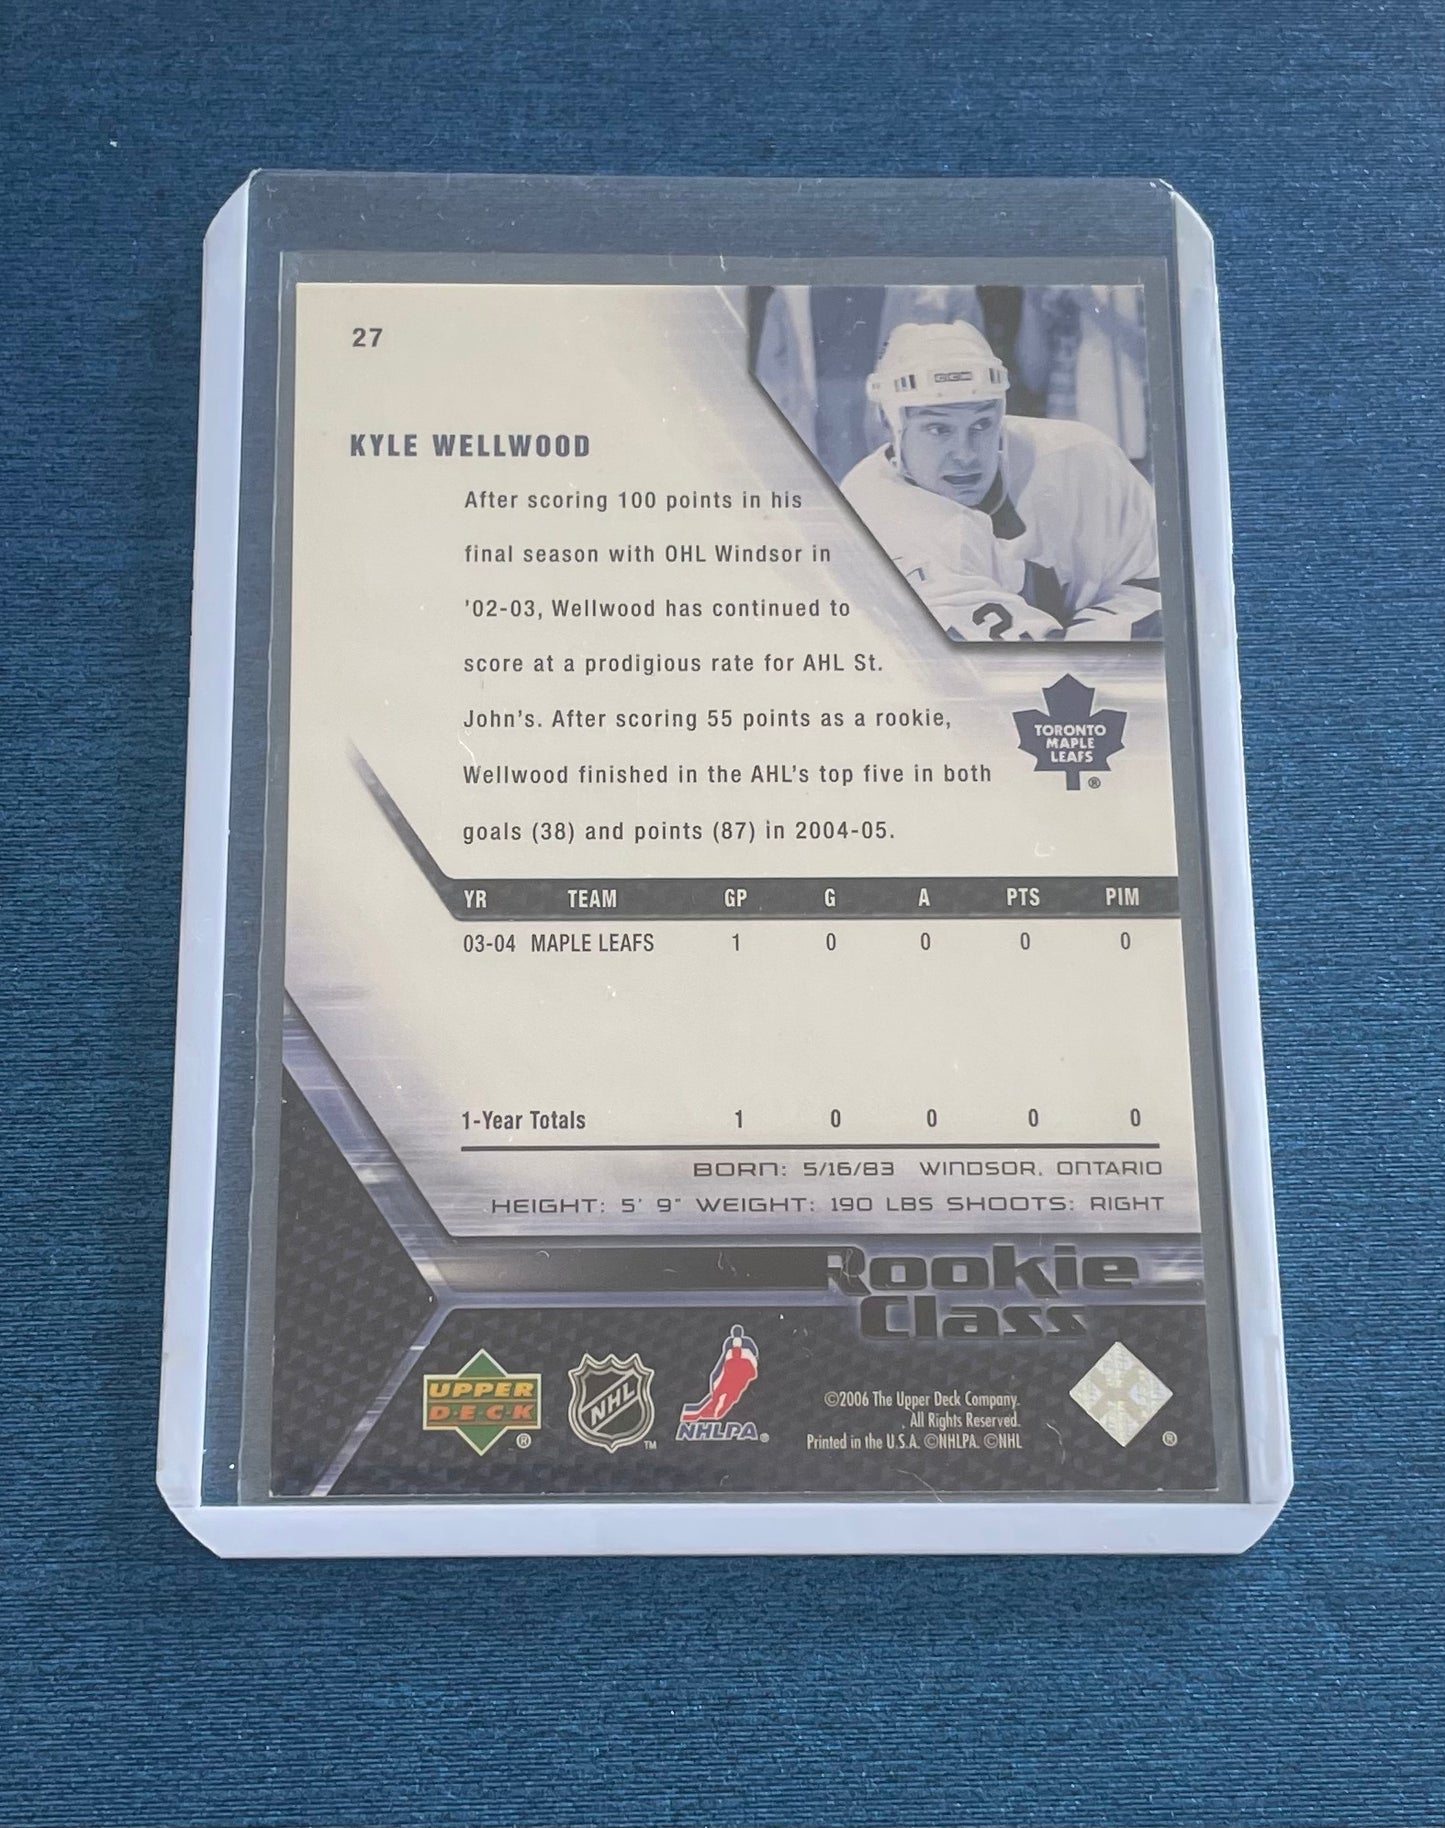 27
CCM
KYLE WELLWOOD
After scoring 100 points in his
final season with OHL Windsor in
'02-03, Wellwood has continued to
score at a prodigious rate for AHL St.
John's. After scoring 55 points as a rookie,
Wellwood finished in the AHL's top five in both
goals (38) and points (87) in 2004-05.
TORONTO
MAPLE
LEAFS
®
YR TEAM GP G A PTS PIM
03-04 MAPLE LEAFS 1 0 0 0 0
1-Year Totals 1 0 0 0 0
BORN: 5/16/83 WINDSOR, ONTARIO
HEIGHT: 5' 9" WEIGHT: 190 LBS SHOOTS: RIGHT
Rookie
Class
UPPER
DECK
®
NHL
™
NHLPA®
©2006 The Upper Deck Company.
All Rights Reserved.
Printed in the U.S.A. ©NHLPA. ©NHL
®